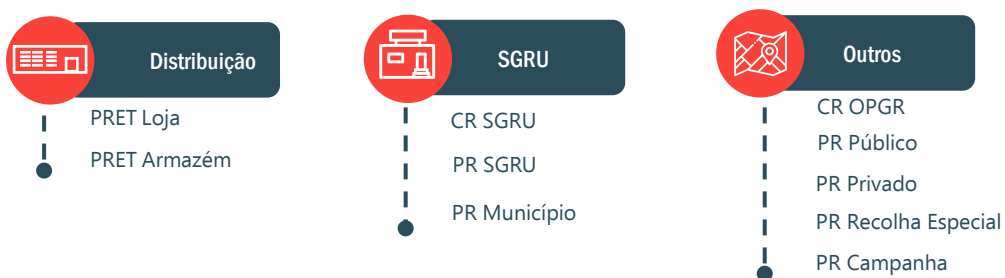 Distribuição
PRET Loja
PRET Armazém
SGRU
CR SGRU
PR SGRU
PR Município
Outros
CR OPGR
PR Público
PR Privado
PR Recolha Especial
PR Campanha